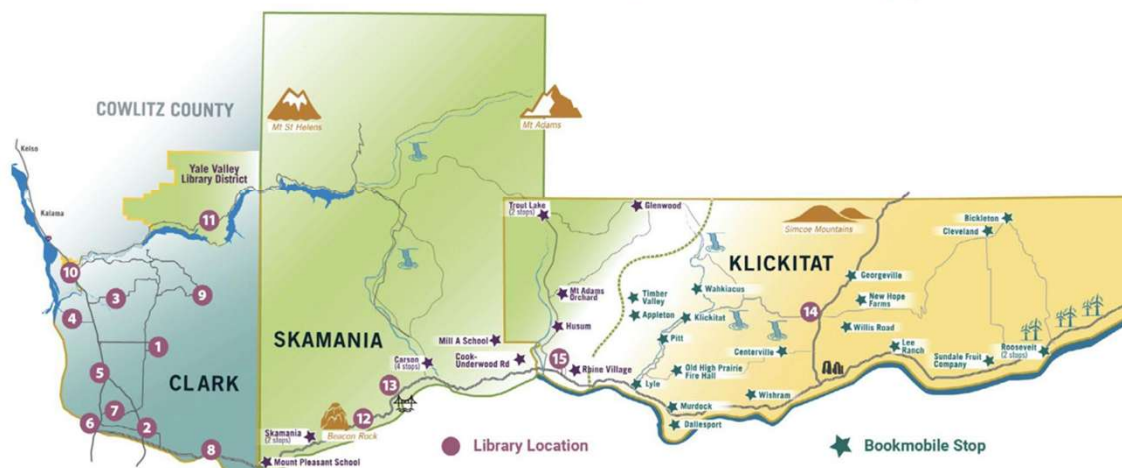 COWLITZ COUNTY
Kelso
Kalama
Yale Valley
Library District
Mt St Helens
Mt Adams
11
10
3
9
4
1
5
7
6
2
8
CLARK
SKAMANIA
Trout Lake
(2 stops)
Glenwood
Mt Adams
Orchard
Husum
Mill A School
Cook-
Underwood Rd
Carson
(4 stops)
13
12
15
Rhine Village
Beacon Rock
Skamania
(2 stops)
Mount Pleasant School
Simcoe Mountains
KLICKITAT
Bickleton
Cleveland
Georgeville
Wahkiacus
Timber
Valley
Appleton
Klickitat
14
New Hope
Farms
Willis Road
Pitt
Centerville
Lee
Ranch
Roosevelt
(2 stops)
Sundale Fruit
Company
Old High Prairie
Fire Hall
Lyle
Wishram
Murdock
Dallesport
Library Location
Bookmobile Stop